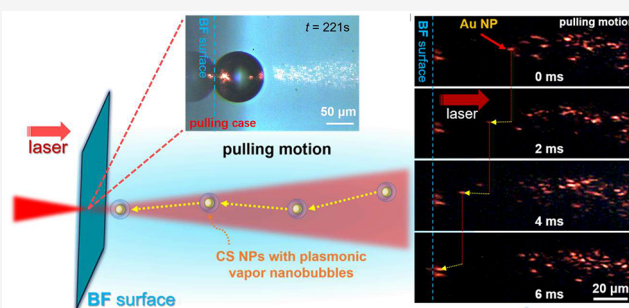 BF surface
t = 221s
50 µm
pulling case
laser
pulling motion
CS NPs with plasmonic
vapor nanobubbles
BF surface
BF surface
Au NP
pulling motion
0 ms
laser
2 ms
4 ms
6 ms
20 µm